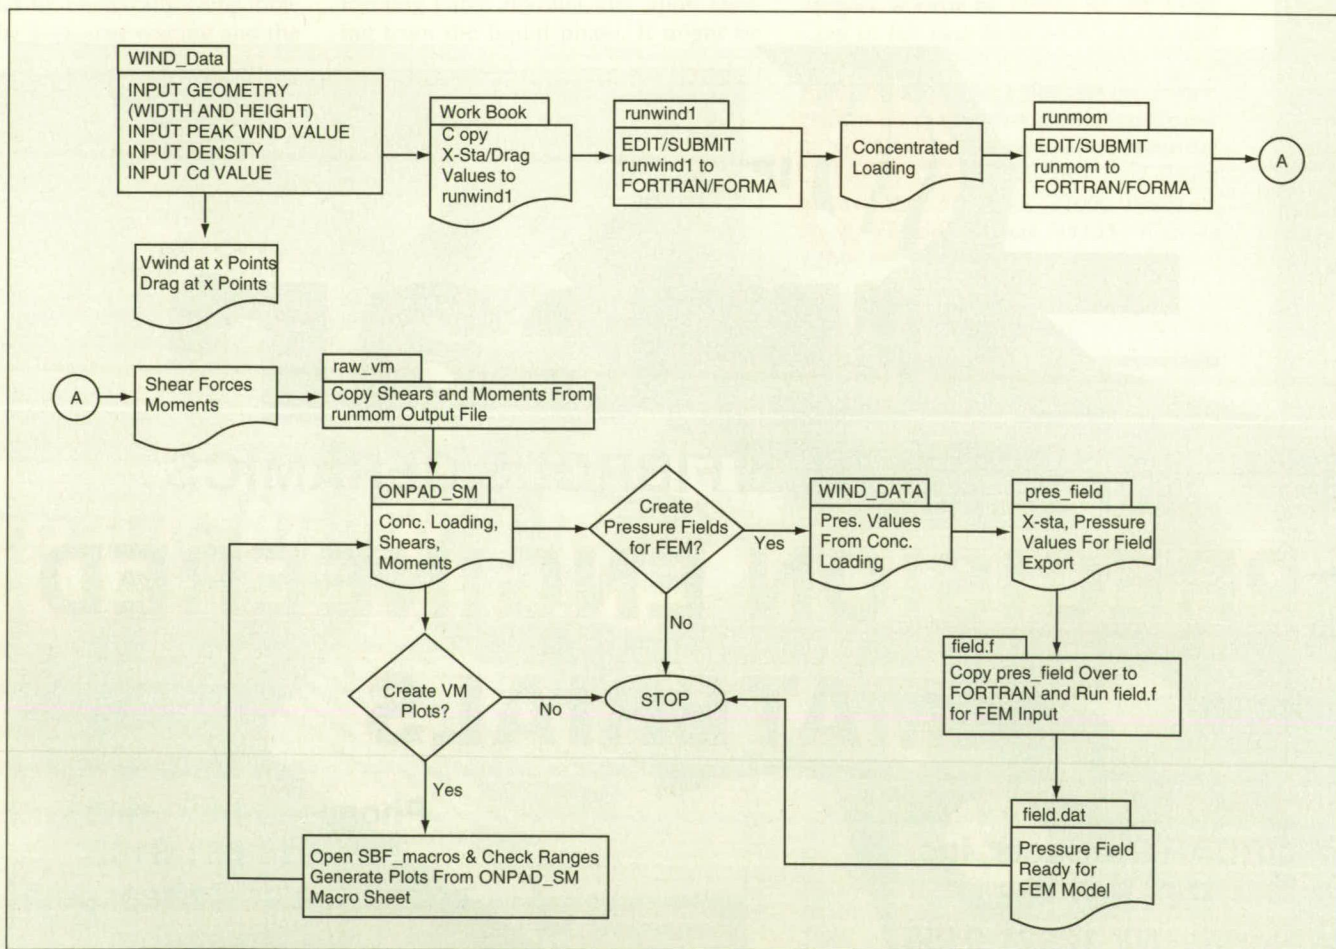 WIND_Data
INPUT GEOMETRY
(WIDTH AND HEIGHT)
INPUT PEAK WIND VALUE
INPUT DENSITY
INPUT Cd VALUE
Work Book
C opy
X-Sta/Drag
Values to
runwind1
runwind1
EDIT/SUBMIT
runwind1 to
FORTRAN/FORMA
Concentrated
Loading
runmom
EDIT/SUBMIT
runmom to
FORTRAN/FORMA
A
Vwind at x Points
Drag at x Points
A
Shear Forces
Moments
raw_vm
Copy Shears and Moments From
runmom Output File
ONPAD_SM
Conc. Loading,
Shears,
Moments
Create
Pressure Fields
for FEM?
Yes
No
WIND_DATA
Pres. Values
From Conc.
Loading
pres_field
X-sta, Pressure
Values For Field
Export
field.f
Copy pres_field Over to
FORTRAN and Run field.f
for FEM Input
Create VM
Plots?
No
STOP
Yes
Open SBF_macros & Check Ranges
Generate Plots From ONPAD_SM
Macro Sheet
field.dat
Pressure Field
Ready for
FEM Model